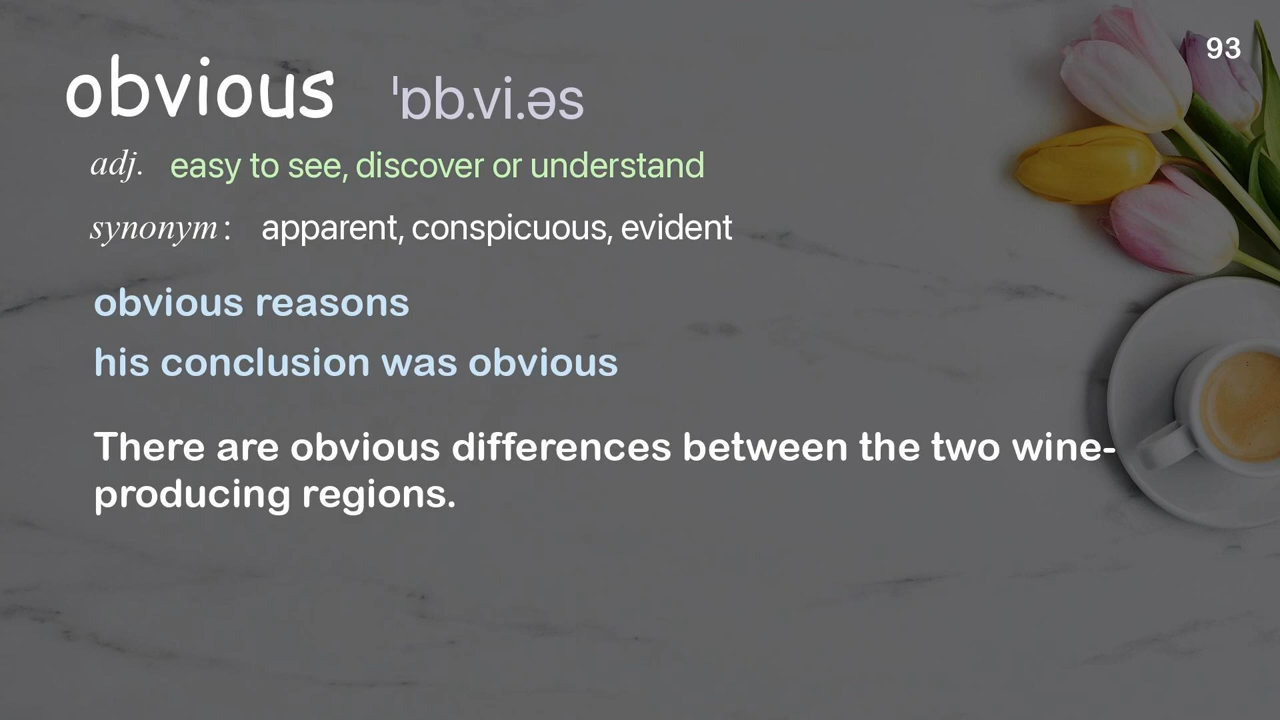 93
obvious ˈɒb.vi.əs
adj. easy to see, discover or understand
synonym: apparent, conspicuous, evident
obvious reasons
his conclusion was obvious
There are obvious differences between the two wine-
producing regions.